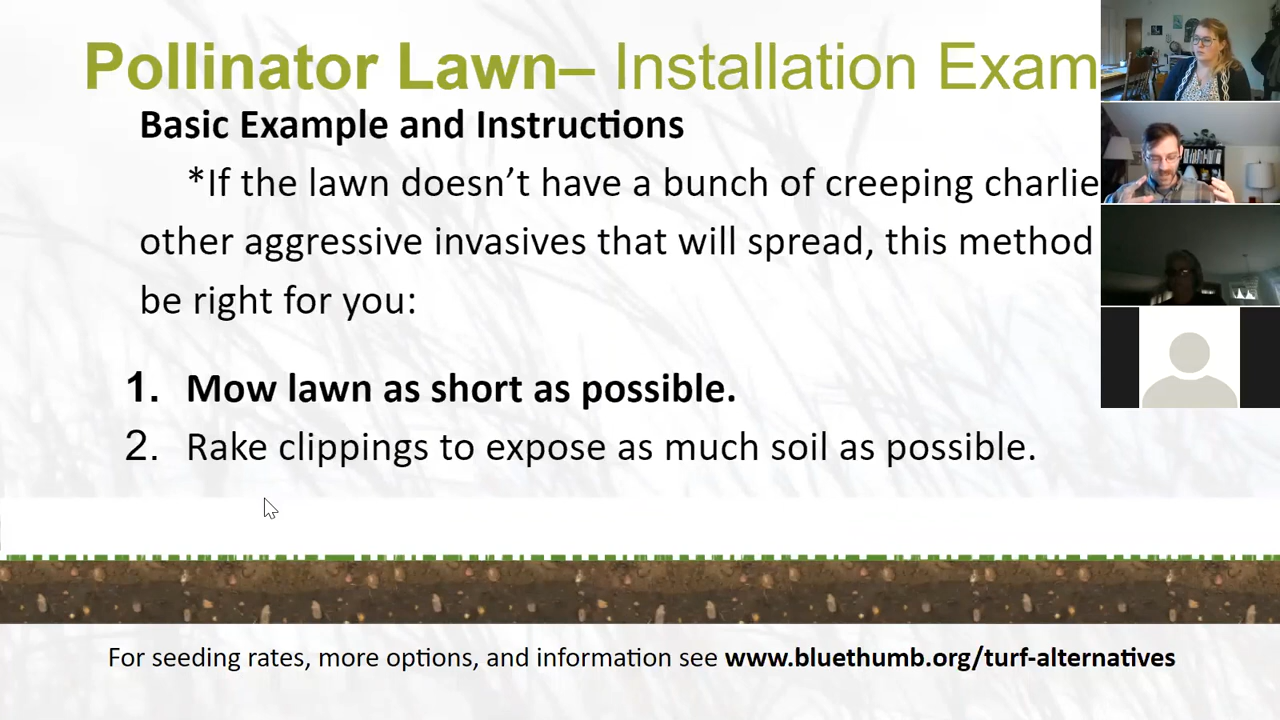 Pollinator Lawn– Installation Exam
Basic Example and Instructions
*If the lawn doesn’t have a bunch of creeping charlie
other aggressive invasives that will spread, this method
be right for you:
1. Mow lawn as short as possible.
2. Rake clippings to expose as much soil as possible.
For seeding rates, more options, and information see www.bluethumb.org/turf-alternatives